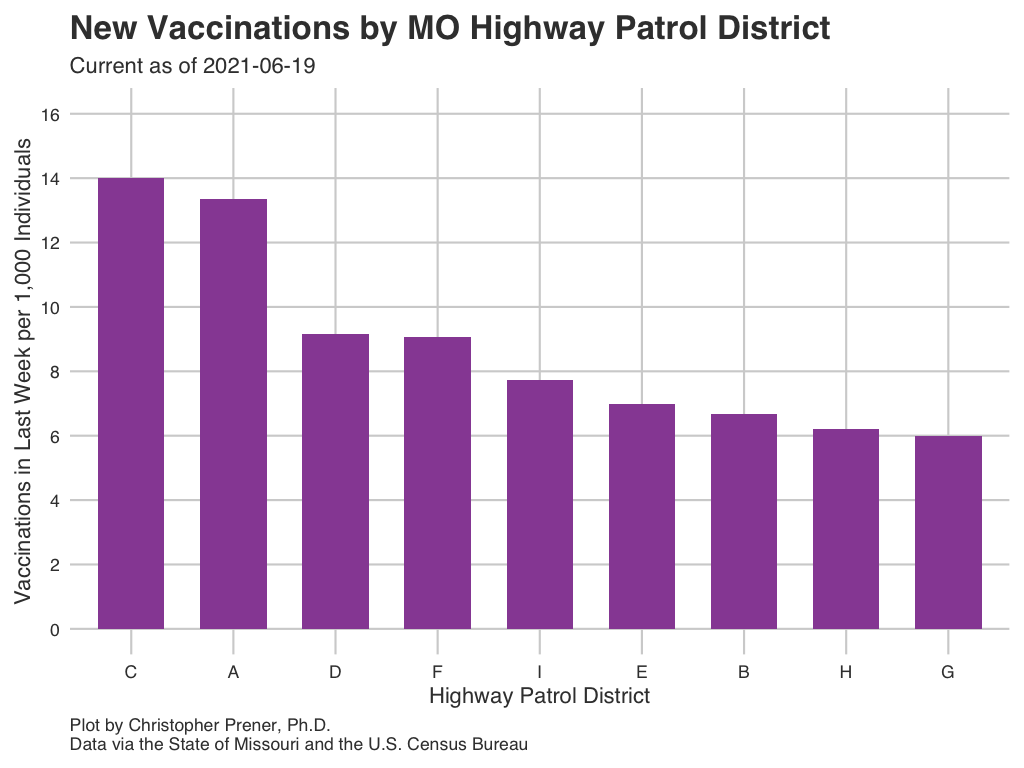 New Vaccinations by MO Highway Patrol District
Current as of 2021-06-19
Vaccinations in Last Week per 1,000 Individuals
16
14
12
10
8
6
4
2
0
C A D F I E B H G
Highway Patrol District
Plot by Christopher Prener, Ph.D.
Data via the State of Missouri and the U.S. Census Bureau